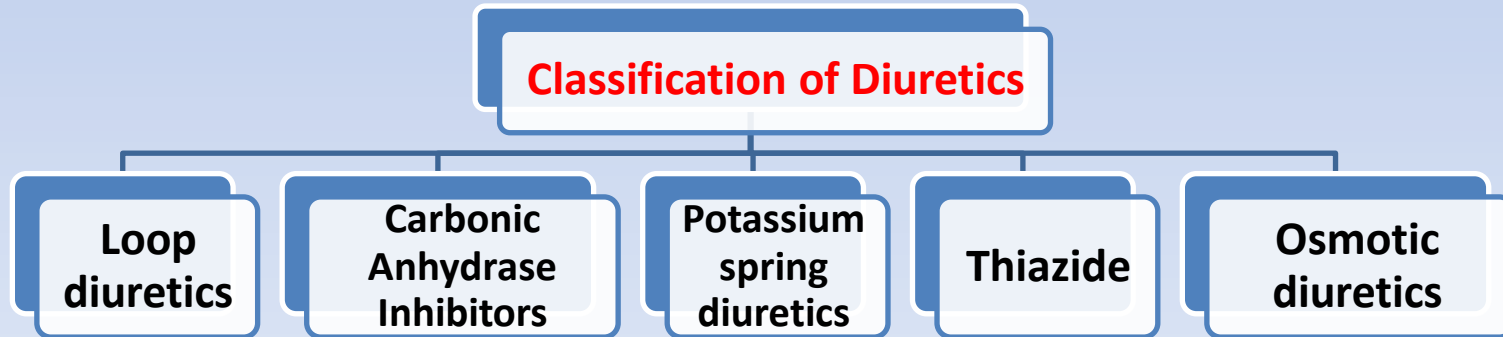 Classification of Diuretics
Loop
diuretics
Carbonic
Anhydrase
Inhibitors
Potassium
spring
diuretics
Thiazide
Osmotic
diuretics